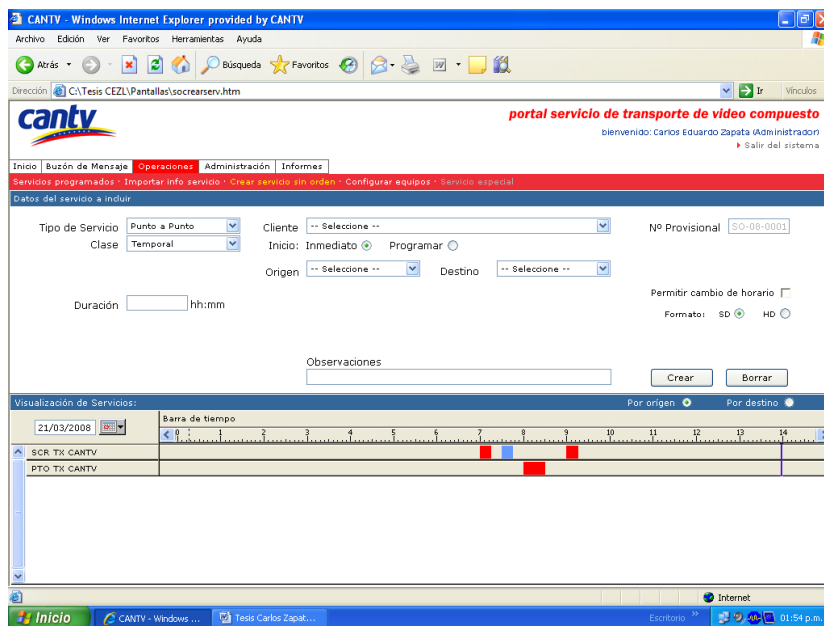 CANTV - Windows Internet Explorer provided by CANTV
Archivo Edición Ver Favoritos Herramientas Ayuda
Atrás Búsqueda Favoritos
Dirección C:\Tesis CEZL\Pantallas\socrearserv.htm Ir Vínculos
cantv
portal servicio de transporte de video compuesto
bienvenido: Carlos Eduardo Zapata (Administrador)
Salir del sistema
Inicio Buzón de Mensaje Operaciones Administración Informes
Servicios programados · Importar info servicio · Crear servicio sin orden · Configurar equipos · Servicio especial
Datos del servicio a incluir
Tipo de Servicio Punto a Punto Cliente -- Seleccione -- Nº Provisional SO-08-0001
Clase Temporal Inicio: Inmediato Programar
Origen -- Seleccione -- Destino -- Seleccione --
Permitir cambio de horario
Duración hh:mm
Formato: SD HD
Observaciones
Crear Borrar
Visualización de Servicios: Por orígen Por destino
Barra de tiempo
21/03/2008
0 1 2 3 4 5 6 7 8 9 10 11 12 13 14
SCR TX CANTV
PTO TX CANTV
Internet
Inicio CANTV - Windows ... Tesis Carlos Zapat... Escritorio 01:54 p.m.